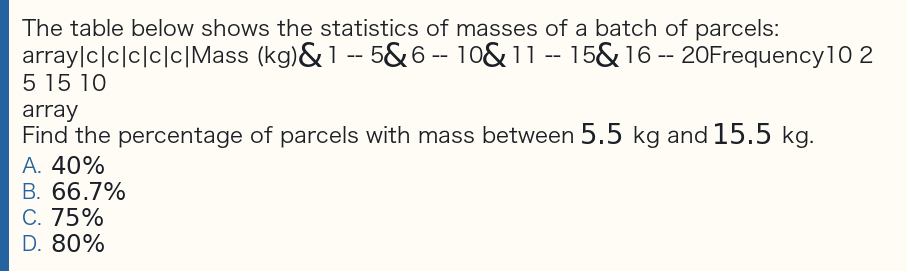 The table below shows the statistics of masses of a batch of parcels:
array|c|c|c|c|c|Mass (kg)& 1 -- 5& 6 -- 10& 11 -- 15& 16 -- 20Frequency10 2
5 15 10
array
Find the percentage of parcels with mass between 5.5 kg and 15.5 kg.
A. 40%
B. 66.7%
C. 75%
D. 80%